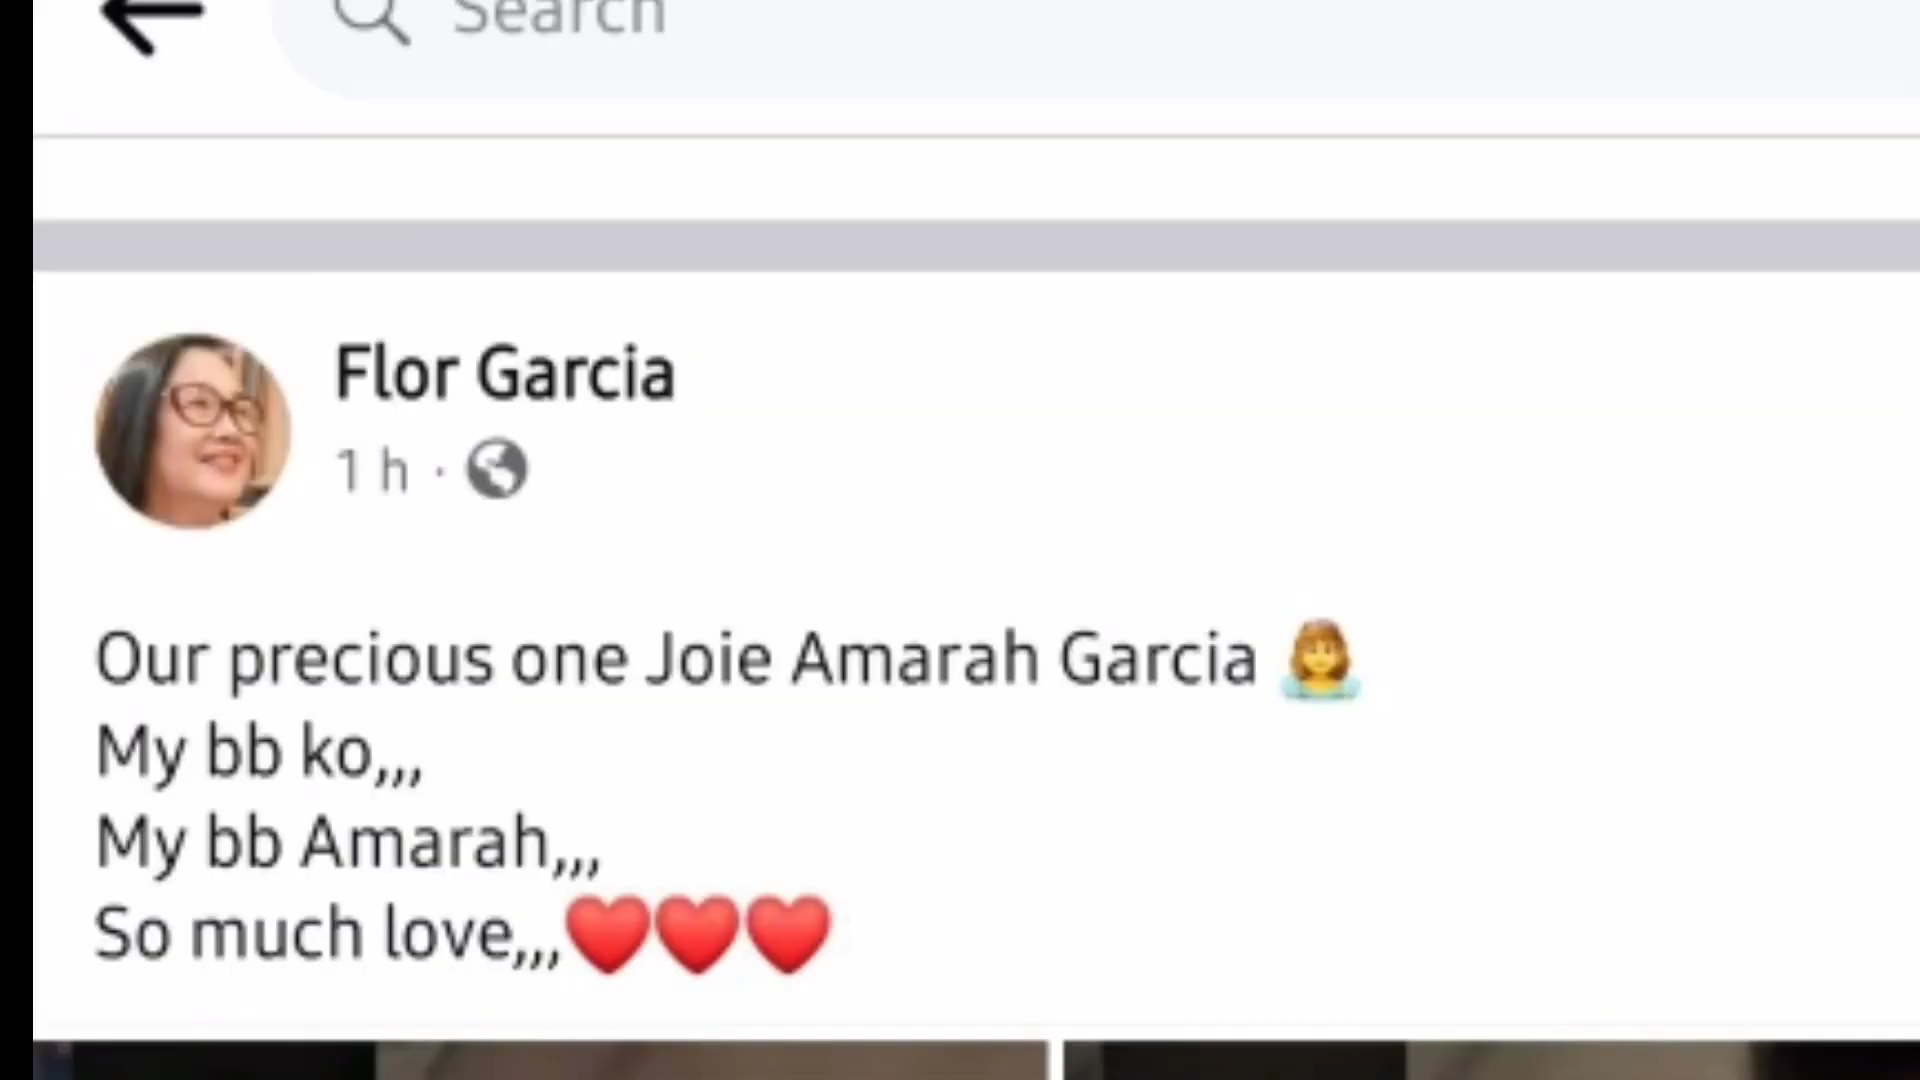 Search
Flor Garcia
1 h ·
Our precious one Joie Amarah Garcia 💆‍♀️
My bb ko,,,
My bb Amarah,,,
So much love,,,❤️❤️❤️